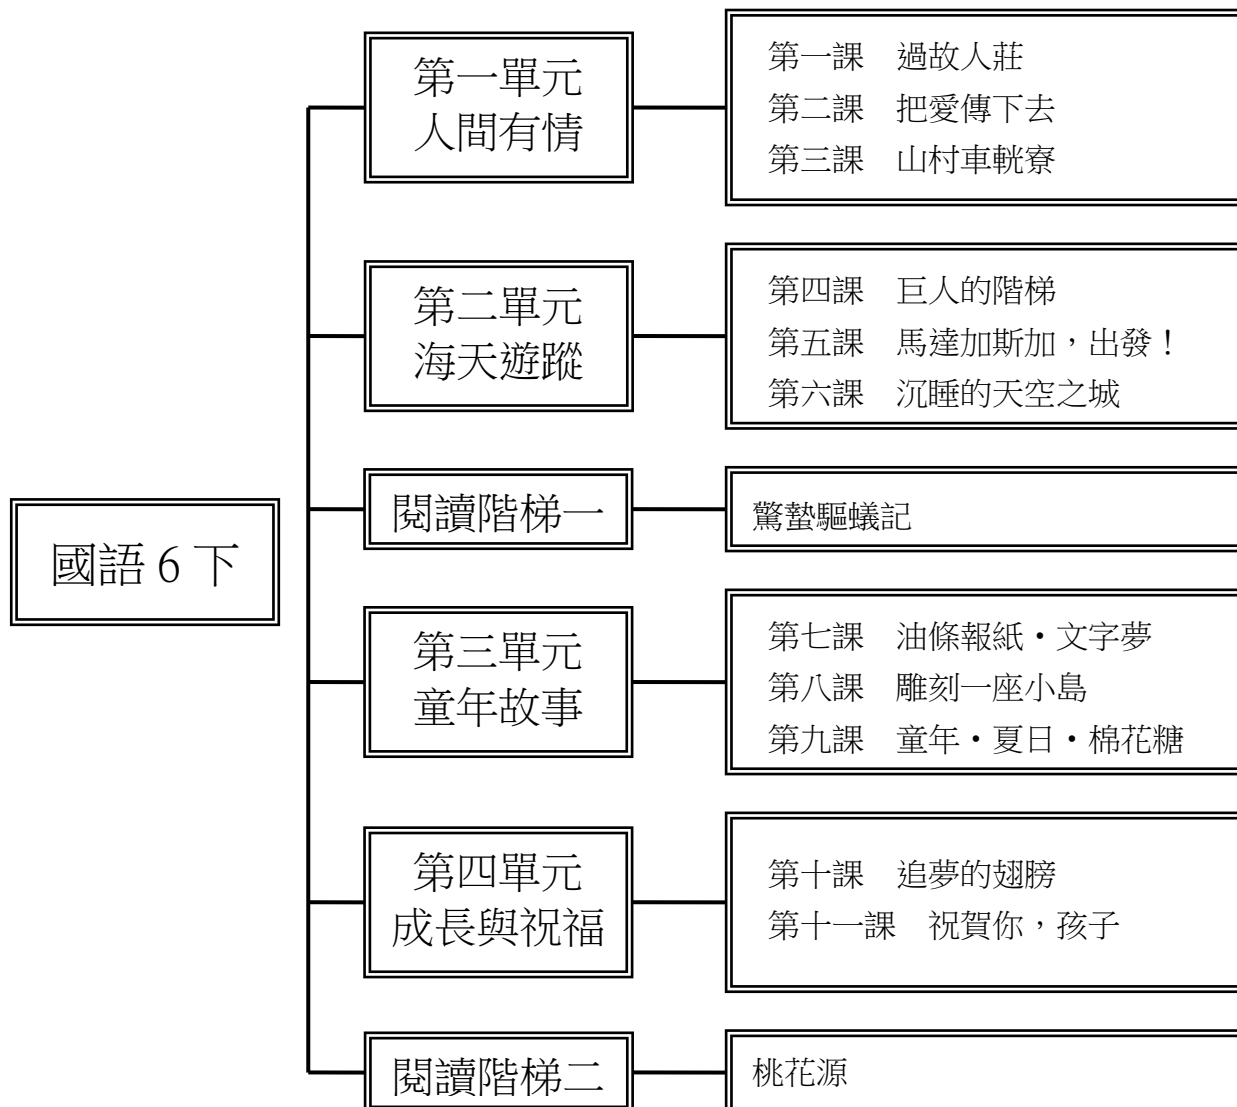 國語 6 下
第一單元
人間有情
第一課　過故人莊
第二課　把愛傳下去
第三課　山村車輄寮
第二單元
海天遊蹤
第四課　巨人的階梯
第五課　馬達加斯加，出發！
第六課　沉睡的天空之城
閱讀階梯一
驚蟄驅蟻記
第三單元
童年故事
第七課　油條報紙‧文字夢
第八課　雕刻一座小島
第九課　童年‧夏日‧棉花糖
第四單元
成長與祝福
第十課　追夢的翅膀
第十一課　祝賀你，孩子
閱讀階梯二
桃花源